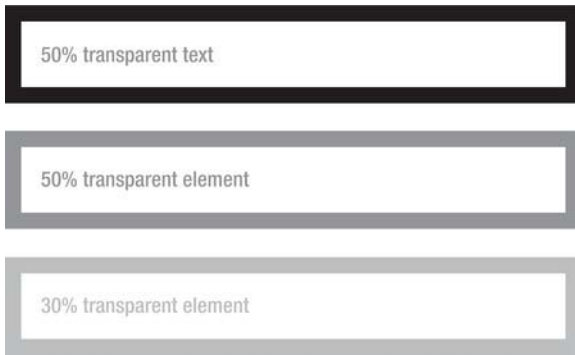 50% transparent text
50% transparent element
30% transparent element